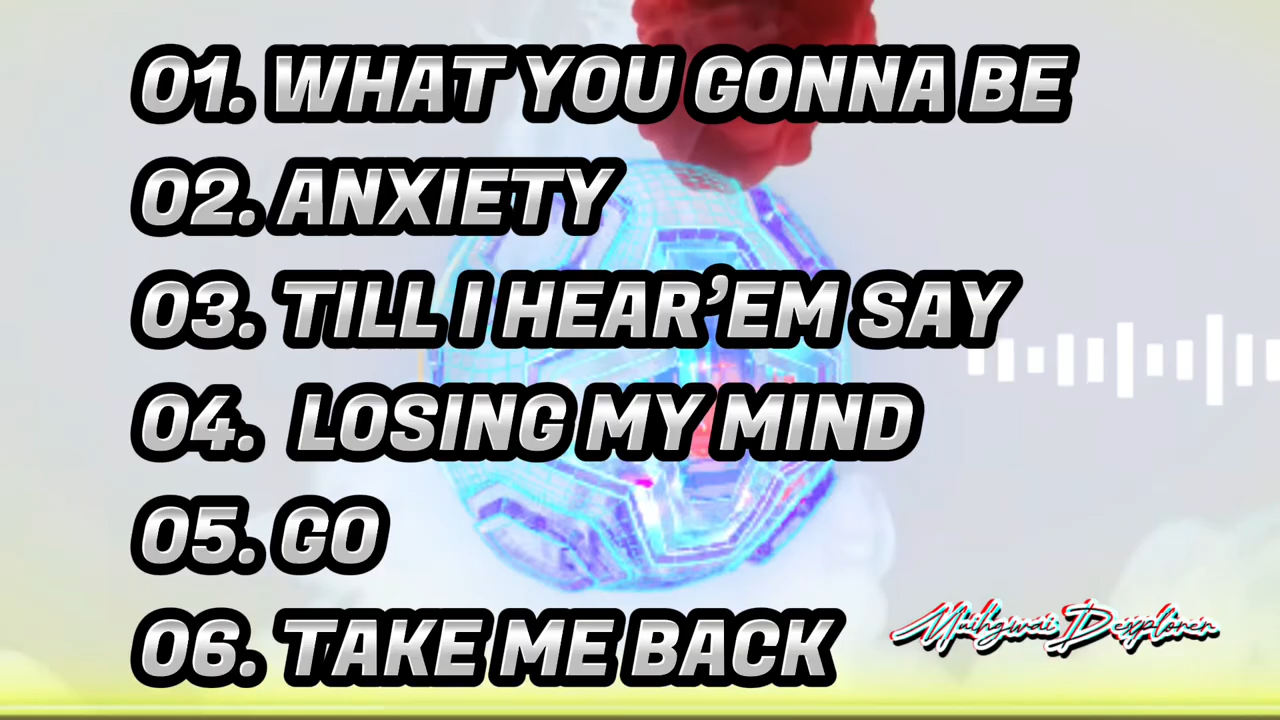 01. WHAT YOU GONNA BE
02. ANXIETY
03. TILL I HEAR'EM SAY
04. LOSING MY MIND
05. GO
06. TAKE ME BACK